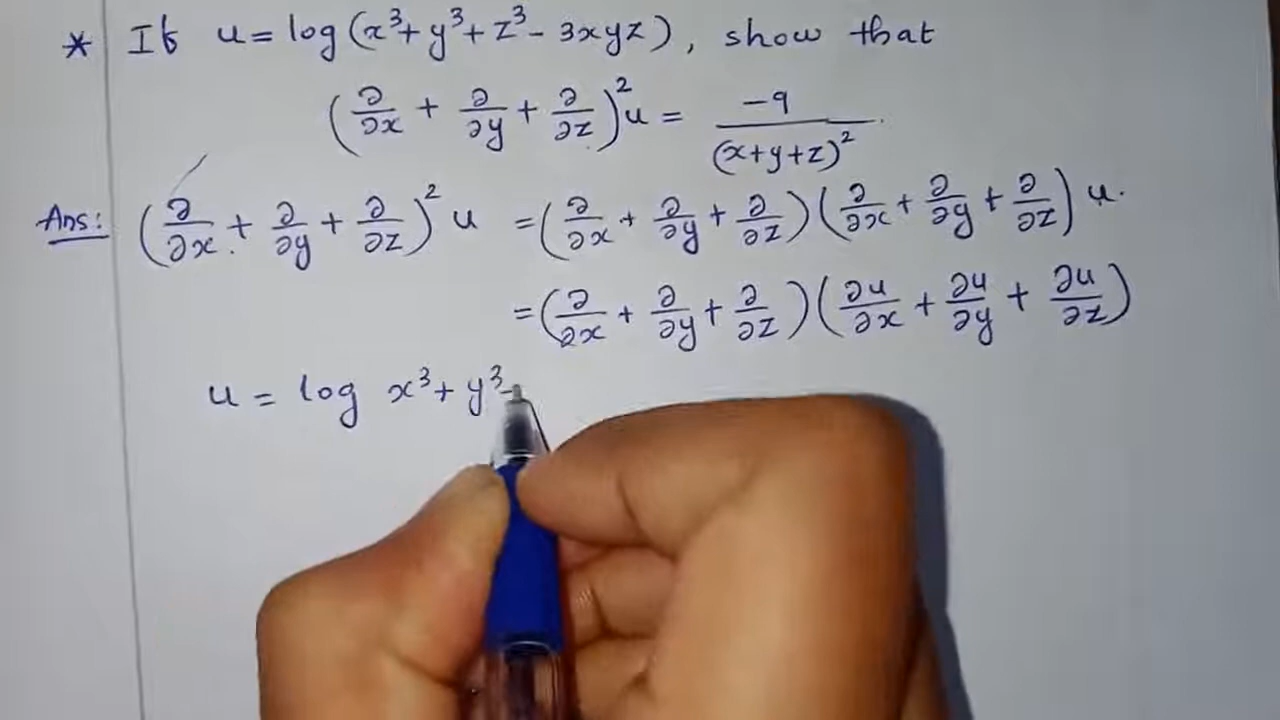 * If u = log (x³ + y³ + z³ - 3xyz), show that
(∂/∂x + ∂/∂y + ∂/∂z)² u = -9/(x+y+z)².
Ans: (∂/∂x + ∂/∂y + ∂/∂z)² u = (∂/∂x + ∂/∂y + ∂/∂z) (∂/∂x + ∂/∂y + ∂/∂z) u.
= (∂/∂x + ∂/∂y + ∂/∂z) (∂u/∂x + ∂u/∂y + ∂u/∂z)
u = log x³ + y³